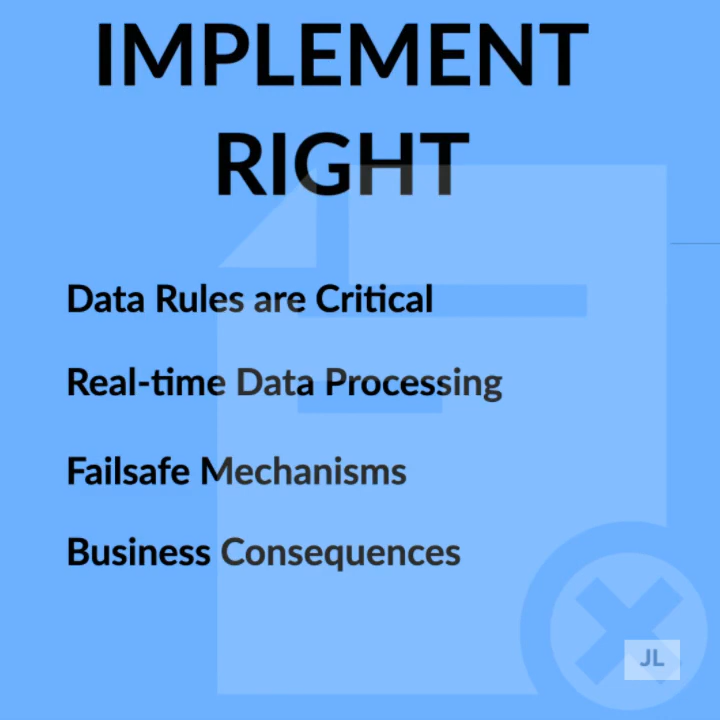 IMPLEMENT
RIGHT
Data Rules are Critical
Real-time Data Processing
Failsafe Mechanisms
Business Consequences
JL